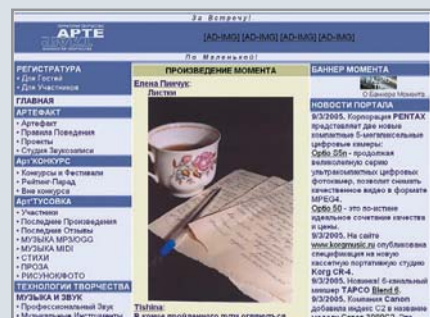 За Встречу!
АРТЕ
[AD-IMG] [AD-IMG] [AD-IMG] [AD-IMG]
По Маленькой!
РЕГИСТРАТУРА
• Для Гостей
• Для Участников
ГЛАВНАЯ
АРТЕФАКТ
• Артефакт
• Правила Поведения
• Проекты
• Студия Звукозаписи
Арт'КОНКУРС
• Конкурсы и Фестивали
• Рейтинг-Парад
• Вне конкурса
Арт'ТУСОВКА
• Участники
• Последние Произведения
• Последние Отзывы
• МУЗЫКА MP3/OGG
• МУЗЫКА MIDI
• СТИХИ
• ПРОЗА
• РИСУНОК/ФОТО
ТЕХНОЛОГИИ ТВОРЧЕСТВА
МУЗЫКА И ЗВУК
• Профессиональный Звук
• Музыкальные Инструменты
ПРОИЗВЕДЕНИЕ МОМЕНТА
Елена Пинчук:
Листки
Tishina:
БАННЕР МОМЕНТА
О Баннере Момента
НОВОСТИ ПОРТАЛА
9/3/2005. Корпорация PENTAX
представляет две новые
компактные 5-мегапиксельные
цифровые камеры:
Optio S5n - продолжая
великолепную серию
ультракомпактных цифровых
фотокамер, позволит снимать
качественное видео в формате
MPEG4.
Optio 50 - это по-истине
идеальное сочетание качества
и цены.
9/3/2005. На сайте
www.korgmusic.ru опубликована
спецификация на новую
кассетную портативную студию
Korg CR-4.
9/3/2005. Новинка! 6-канальный
микшер TAPCO Blend 6.
9/3/2005. Компания Canon
добавила индекс C2 в название